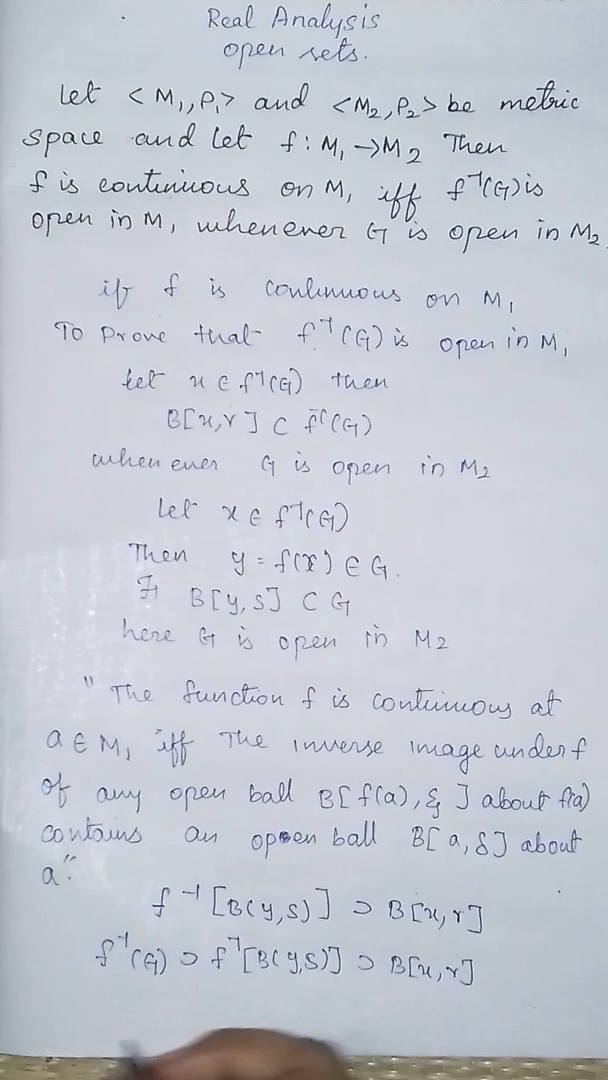 Real Analysis
open sets.
Let <M₁, ρ₁> and <M₂, ρ₂> be metric
space and let f : M₁ → M₂ Then
f is continuous on M₁ iff f⁻¹(G) is
open in M₁ whenever G is open in M₂.
if f is continuous on M₁
To Prove that f⁻¹(G) is open in M₁
Let x ∈ f⁻¹(G) then
B[x, r] ⊂ f⁻¹(G)
whenever G is open in M₂
Let x ∈ f⁻¹(G)
Then y = f(x) ∈ G.
∃ B[y, s] ⊂ G
here G is open in M₂
"The function f is continuous at
a ∈ M₁ iff The inverse image under f
of any open ball B[f(a), ε] about f(a)
contains an open ball B[a, δ] about
a".
f⁻¹[B(y, s)] ⊃ B[x, r]
f⁻¹(G) ⊃ f⁻¹[B(y, s)] ⊃ B[x, r]